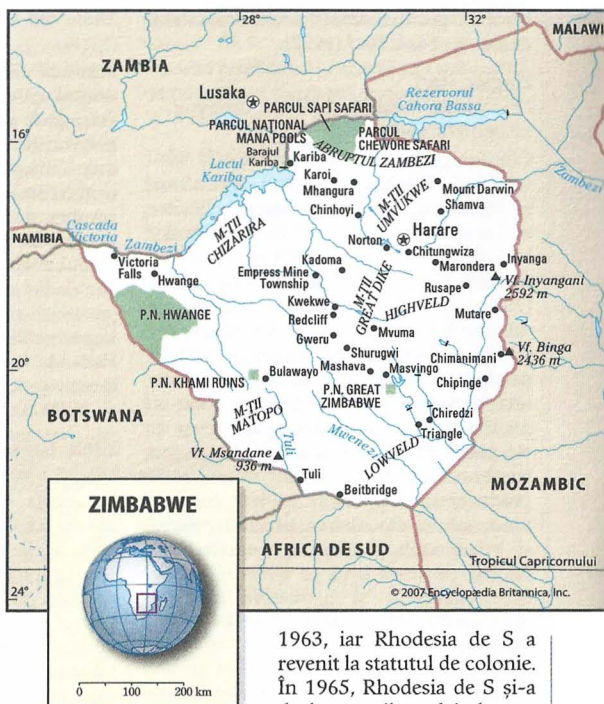 28°
32°
MALAWI
ZAMBIA
Lusaka
Rezervorul
Cahora Bassa
PARCUL SAPI SAFARI
16°
PARCUL NAȚIONAL
MANA POOLS
PARCUL
CHEWORE SAFARI
Barajul
Kariba
Kariba
ABRUPTUL ZAMBEZI
Lacul
Kariba
Karoi
Mhangura
M-ȚII
UMVUKWE
Mount Darwin
Shamva
Zambezi
Chinhoyi
M-ȚII
CHIZARIRA
Cascada
Victoria
Zambezi
NAMIBIA
Norton
Harare
Chitungwiza
Victoria
Falls
Hwange
Kadoma
Empress Mine
Township
Marondera
Inyanga
Vf. Inyangani
2592 m
Rusape
M-ȚII
GREAT DIKE
P.N. HWANGE
Kwekwe
Redcliff
HIGHVELD
Mutare
Gweru
Mvuma
Vf. Binga
2436 m
Shurugwi
Chimanimani
20°
Bulawayo
Mashava
Masvingo
P.N. KHAMI RUINS
P.N. GREAT
ZIMBABWE
Chipinge
BOTSWANA
M-ȚII
MATOPO
Chiredzi
Triangle
Mwenezi
LOWVELD
Vf. Msandane
936 m
Tuli
Tuli
Beitbridge
MOZAMBIC
ZIMBABWE
AFRICA DE SUD
Tropicul Capricornului
24°
© 2007 Encyclopædia Britannica, Inc.
0 100 200 km
1963, iar Rhodesia de S a
revenit la statutul de colonie.
În 1965, Rhodesia de S și-a